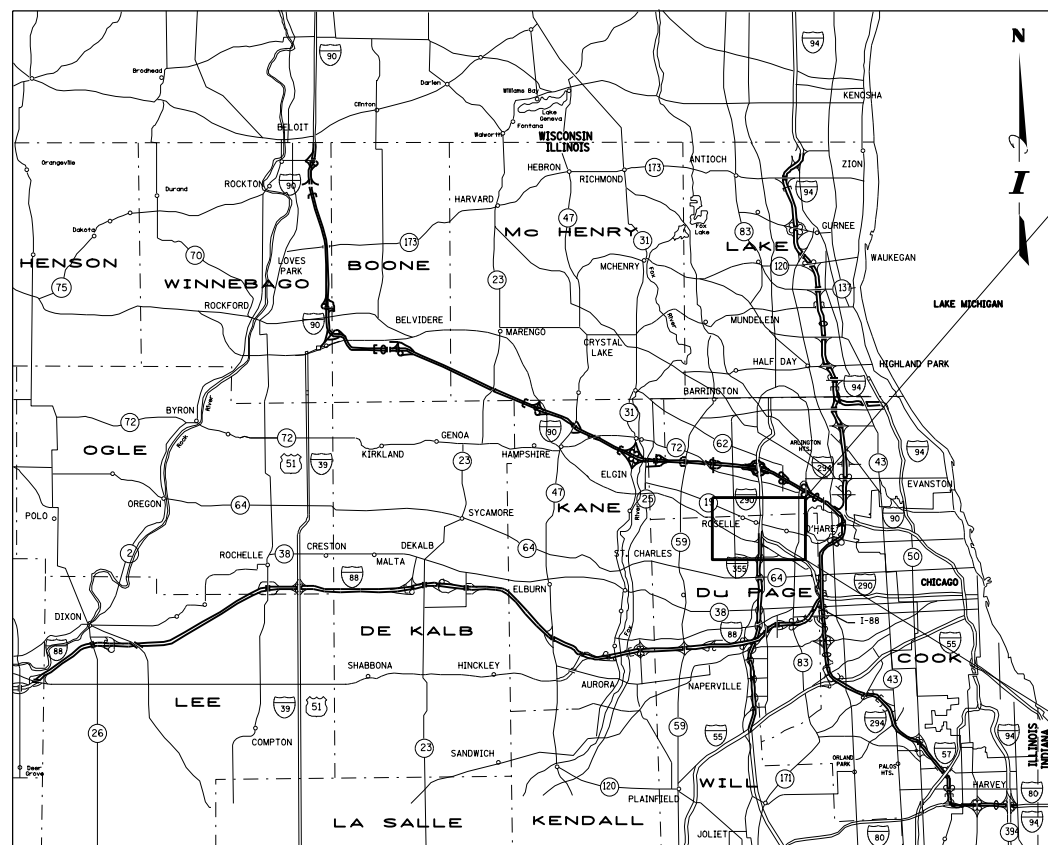 N
90
94
Brodhead
Darien
Williams Bay
Clinton
Lake
Geneva
KENOSHA
Fontana
BELOIT
Walworth
WISCONSIN
ILLINOIS
Orangeville
HEBRON
173
ANTIOCH
ZION
RICHMOND
ROCKTON
90
Durand
94
I
HARVARD
47
83
GURNEE
Fox
Lake
Dakota
Mc HENRY
31
LAKE
173
WAUKEGAN
70
LOVES
PARK
BOONE
HENSON
MCHENRY
120
Fox
23
75
WINNEBAGO
137
ROCKFORD
River
LAKE MICHIGAN
90
BELVIDERE
MARENGO
MUNDELEIN
CRYSTAL
LAKE
HALF DAY
HIGHLAND PARK
94
BARRINGTON
BYRON
River
31
72
Rock
72
GENOA
90
62
OGLE
KIRKLAND
HAMPSHIRE
72
ARLINGTON
HTS.
43
94
51
39
23
ELGIN
294
EVANSTON
OREGON
64
47
25
290
19
POLO
SYCAMORE
KANE
River
ROSELLE
O'HARE
90
2
ROCHELLE
38
CRESTON
DEKALB
64
ST. CHARLES
59
50
MALTA
355
64
290
CHICAGO
88
ELBURN
DU PAGE
DIXON
38
I-88
88
DE KALB
Fox
88
55
83
COOK
SHABBONA
HINCKLEY
AURORA
NAPERVILLE
43
LEE
39
51
59
294
26
COMPTON
23
SANDWICH
55
57
ILLINOIS
INDIANA
94
Deer
Grove
ORLAND
PARK
PALOS
HTS.
WILL
171
HARVEY
120
80
PLAINFIELD
LA SALLE
KENDALL
94
JOLIET
80
394